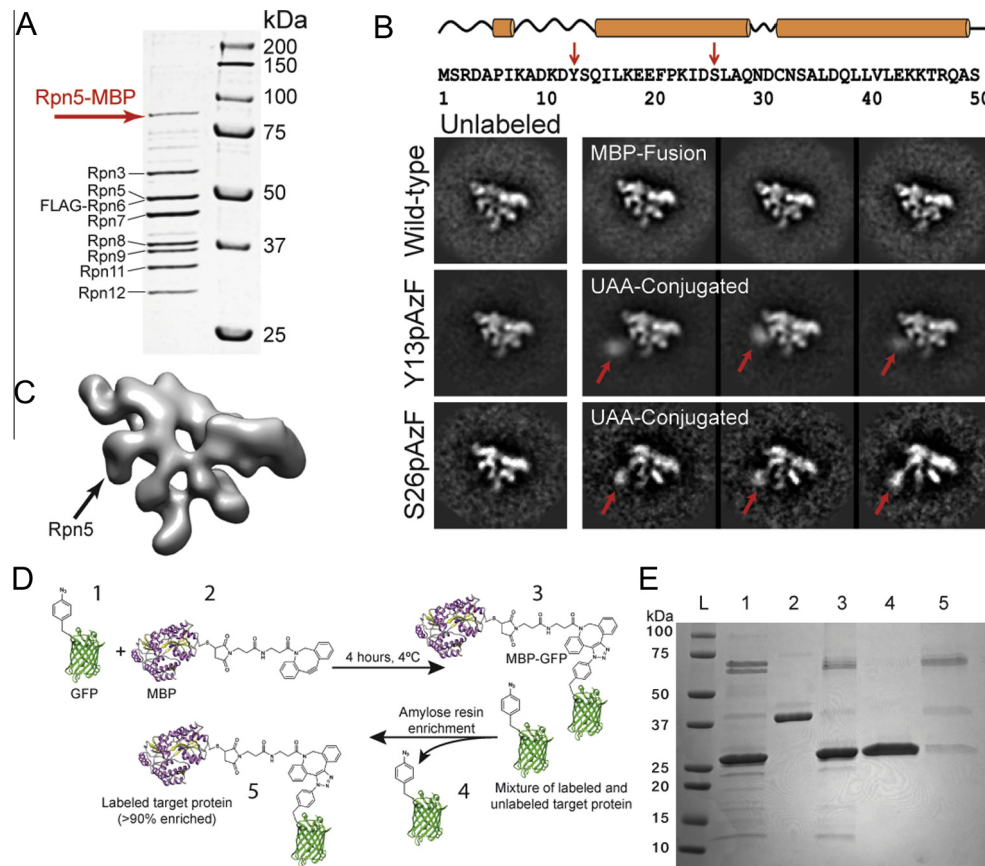 A
kDa
200
150
100
75
50
37
25
Rpn5-MBP
Rpn3
Rpn5
FLAG-Rpn6
Rpn7
Rpn8
Rpn9
Rpn11
Rpn12
B
MSRDAPIKADKDYSQILKEEFPKIDSLAQNDCNSALDQLLVLEKKTRQAS
1 10 20 30 40 50
Unlabeled
Wild-type
MBP-Fusion
Y13pAzF
UAA-Conjugated
S26pAzF
UAA-Conjugated
C
Rpn5
D
1
2
3
N3
GFP
+
MBP
4 hours, 4ºC
MBP-GFP
Amylose resin
enrichment
N3
Mixture of labeled and
unlabeled target protein
N3
4
5
Labeled target protein
(>90% enriched)
E
L 1 2 3 4 5
kDa
100
75
50
37
25
20
15
10